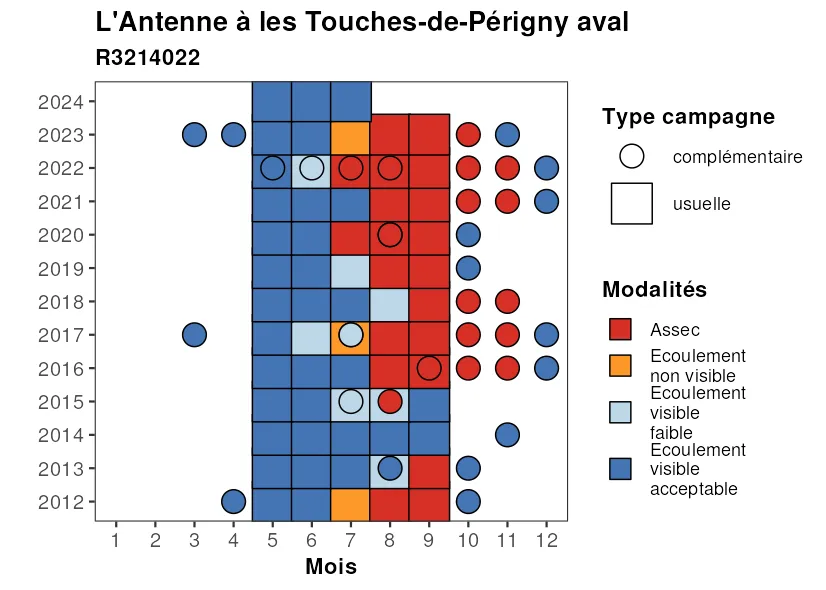 L'Antenne à les Touches-de-Périgny aval
R3214022
2024
2023
2022
2021
2020
2019
2018
2017
2016
2015
2014
2013
2012
1 2 3 4 5 6 7 8 9 10 11 12
Mois
Type campagne
complémentaire
usuelle
Modalités
Assec
Ecoulement
non visible
Ecoulement
visible
faible
Ecoulement
visible
acceptable